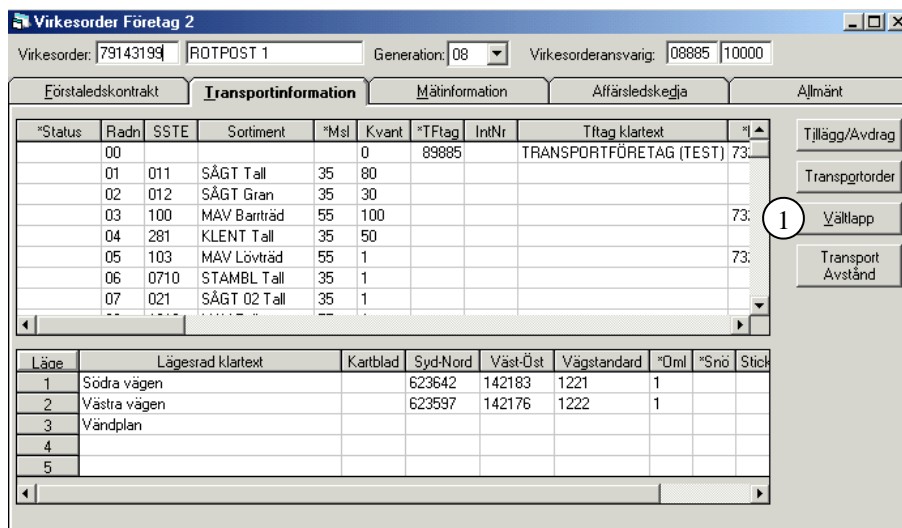 Virkesorder Företag 2
Virkesorder: 79143199 ROTPOST 1 Generation: 08 Virkesorderansvarig: 08885 10000
Förstaledskontrakt Transportinformation Mätinformation Affärsledskedja Allmänt
*Status Radn SSTE Sortiment *Msl Kvant *TFtag IntNr Tftag klartext
00 0 89885 TRANSPORTFÖRETAG (TEST) 732
01 011 SÅGT Tall 35 80
02 012 SÅGT Gran 30 30
03 100 MAV Barrträd 55 100 73
04 281 KLENT Tall 35 50
05 103 MAV Lövträd 55 1 73
06 0710 STAMBL Tall 35 1
07 021 SÅGT 02 Tall 35 1
Tillägg/Avdrag
Transportorder
1 Vältlapp
Transport
Avstånd
Läge Lägesrad klartext Kartblad Syd-Nord Väst-Öst Vägstandard *Oml *Snö Stick
1 Södra vägen 623642 142183 1221 1
2 Västra vägen 623597 142176 1222 1
3 Vändplan
4
5